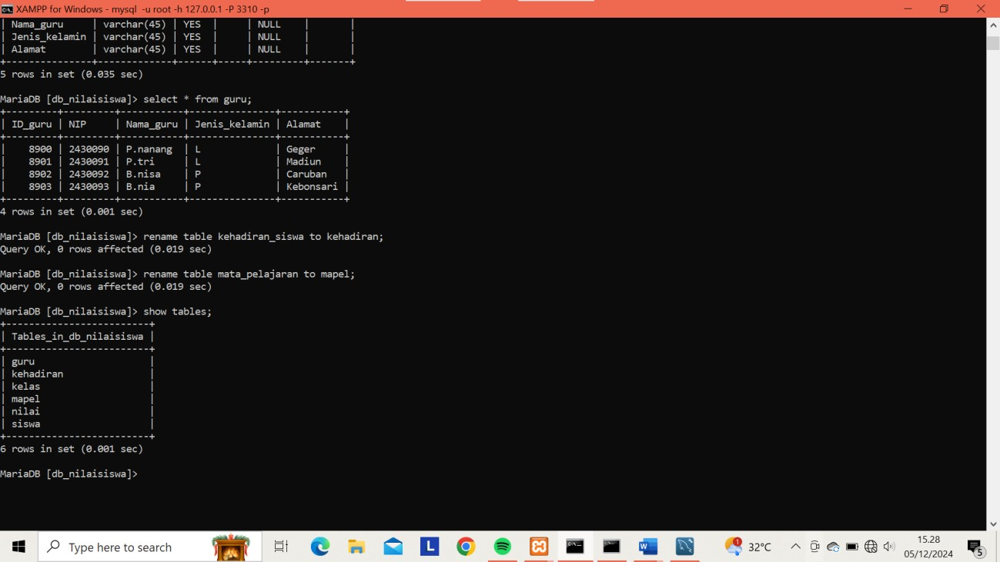 XAMPP for Windows - mysql -u root -h 127.0.0.1 -P 3310 -p
| Nama_guru     | varchar(45) | YES  |     | NULL    |       |
| Jenis_kelamin | varchar(45) | YES  |     | NULL    |       |
| Alamat        | varchar(45) | YES  |     | NULL    |       |
+---------------+-------------+------+-----+---------+-------+
5 rows in set (0.035 sec)
MariaDB [db_nilaisiswa]> select * from guru;
+---------+---------+-----------+---------------+-----------+
| ID_guru | NIP     | Nama_guru | Jenis_kelamin | Alamat    |
+---------+---------+-----------+---------------+-----------+
|    8900 | 2430090 | P.nanang  | L             | Geger     |
|    8901 | 2430091 | P.tri     | L             | Madiun    |
|    8902 | 2430092 | B.nisa    | P             | Caruban   |
|    8903 | 2430093 | B.nia     | P             | Kebonsari |
+---------+---------+-----------+---------------+-----------+
4 rows in set (0.001 sec)
MariaDB [db_nilaisiswa]> rename table kehadiran_siswa to kehadiran;
Query OK, 0 rows affected (0.019 sec)
MariaDB [db_nilaisiswa]> rename table mata_pelajaran to mapel;
Query OK, 0 rows affected (0.019 sec)
MariaDB [db_nilaisiswa]> show tables;
+-------------------------+
| Tables_in_db_nilaisiswa |
+-------------------------+
| guru                    |
| kehadiran               |
| kelas                   |
| mapel                   |
| nilai                   |
| siswa                   |
+-------------------------+
6 rows in set (0.001 sec)
MariaDB [db_nilaisiswa]>
Type here to search
L
W
1
32°C
15.28
05/12/2024
5